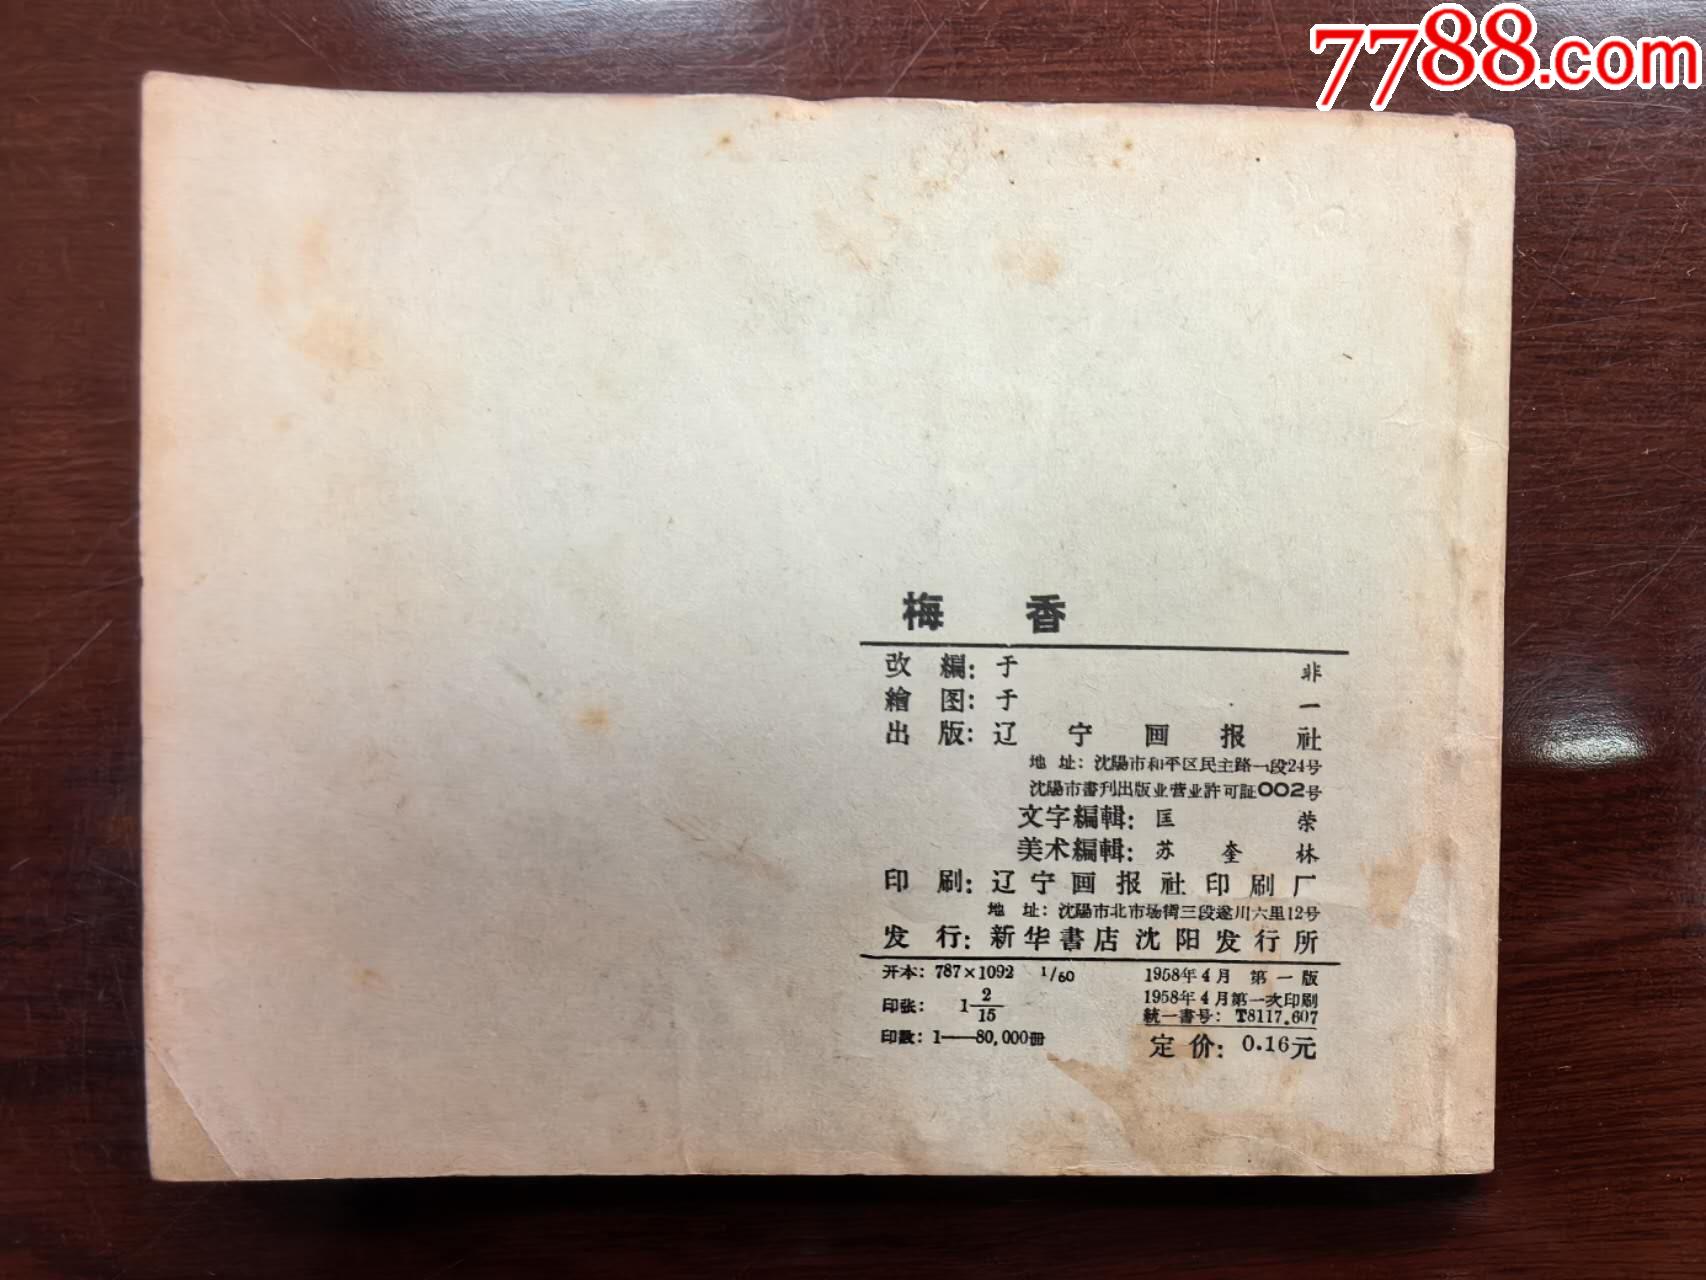 7788.com
梅香
改編：于非
繪图：于一
出版：辽宁画报社
地址：沈陽市和平区民主路一段24号
沈陽市書刋出版业营业許可証002号
文字編輯：匡荣
美术編輯：苏奎林
印刷：辽宁画报社印刷厂
地址：沈陽市北市场街三段遂川六里12号
发行：新华書店沈阳发行所
开本：787×1092 1/60 1958年4月第一版
印张：1 2/15 1958年4月第一次印刷
統一書号：T8117.607
印数：1—80,000册 定价：0.16元